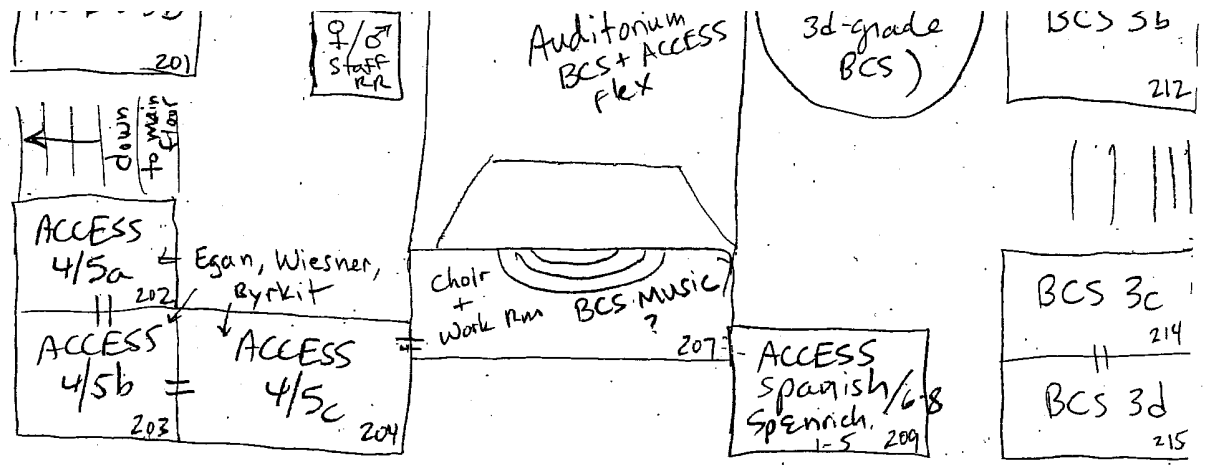 201
♀/♂
Staff
RR
Auditorium
BCS + ACCESS
Flex
3d-grade
BCS)
BCS 3b
212
down
to main
floor
ACCESS
4/5a
202
Egan, Wiesner,
Byrkit
ACCESS
4/5b
203
ACCESS
4/5c
204
Choir
+
Work Rm
BCS Music
?
207
ACCESS
Spanish/6-8
SpEnrich.
1-5
209
BCS 3c
214
BCS 3d
215